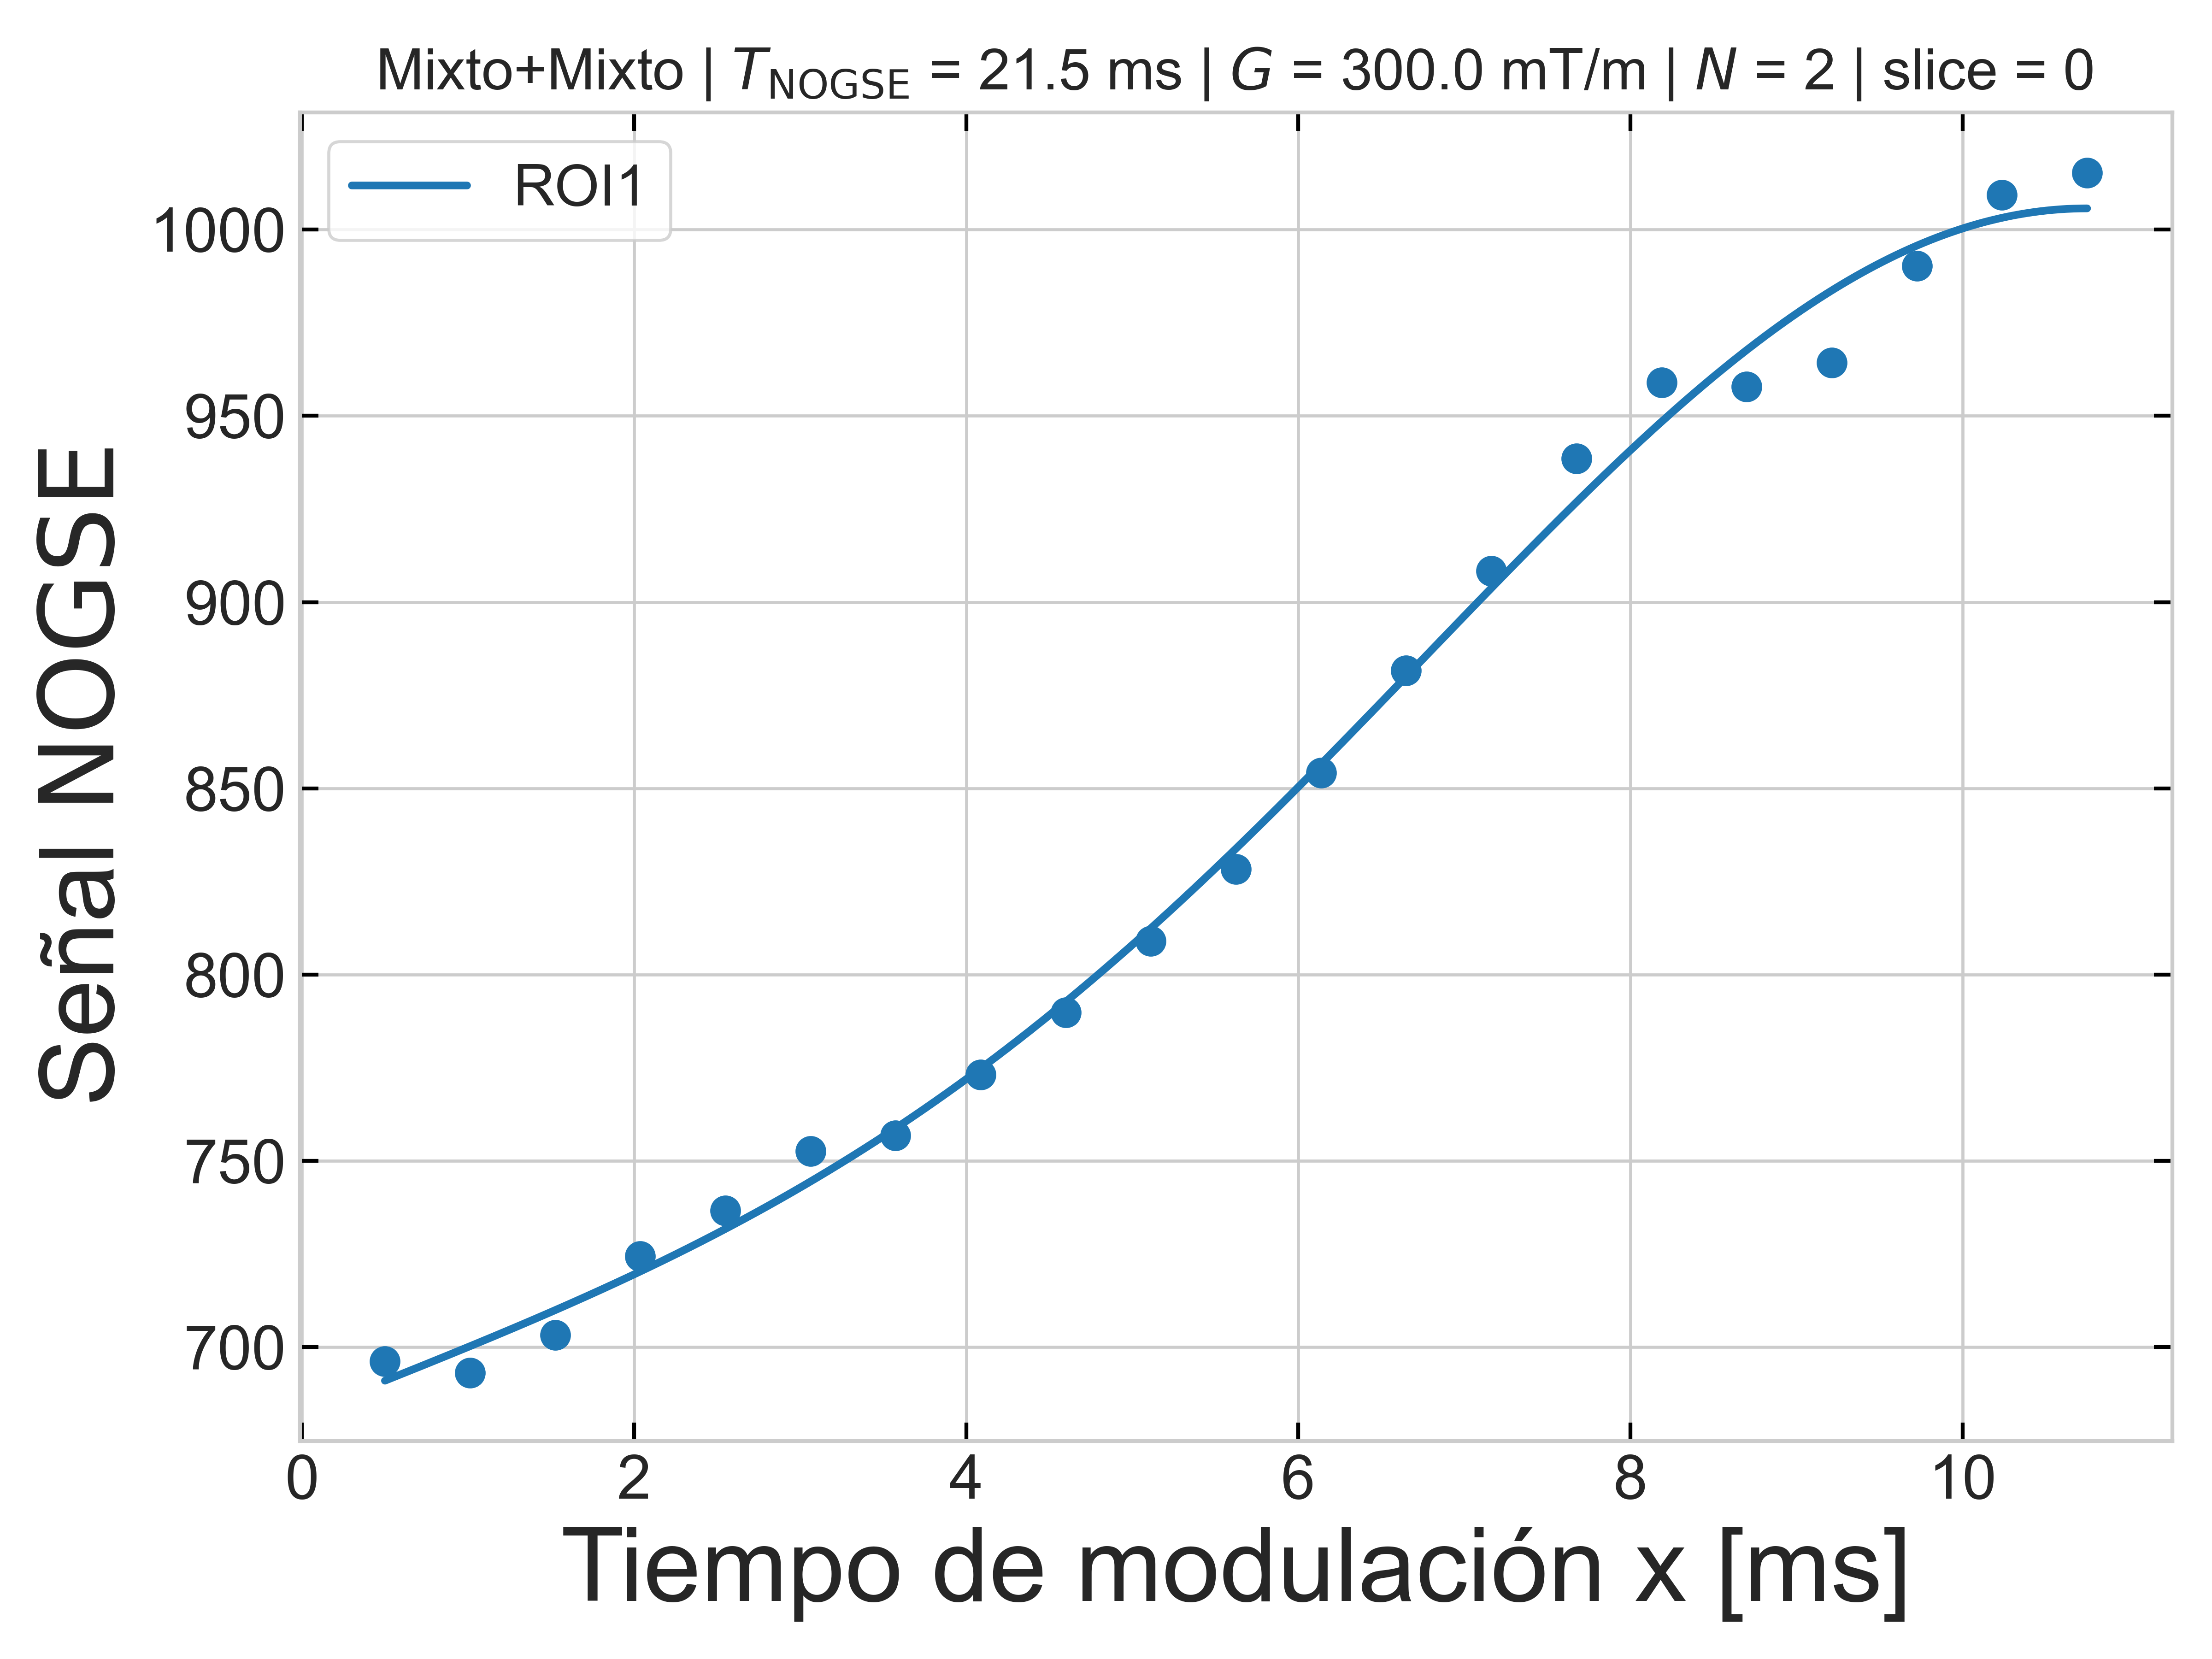 Mixto+Mixto | T_NOGSE = 21.5 ms | G = 300.0 mT/m | N = 2 | slice = 0
ROI1
Señal NOGSE
1000
950
900
850
800
750
700
0 2 4 6 8 10
Tiempo de modulación x [ms]